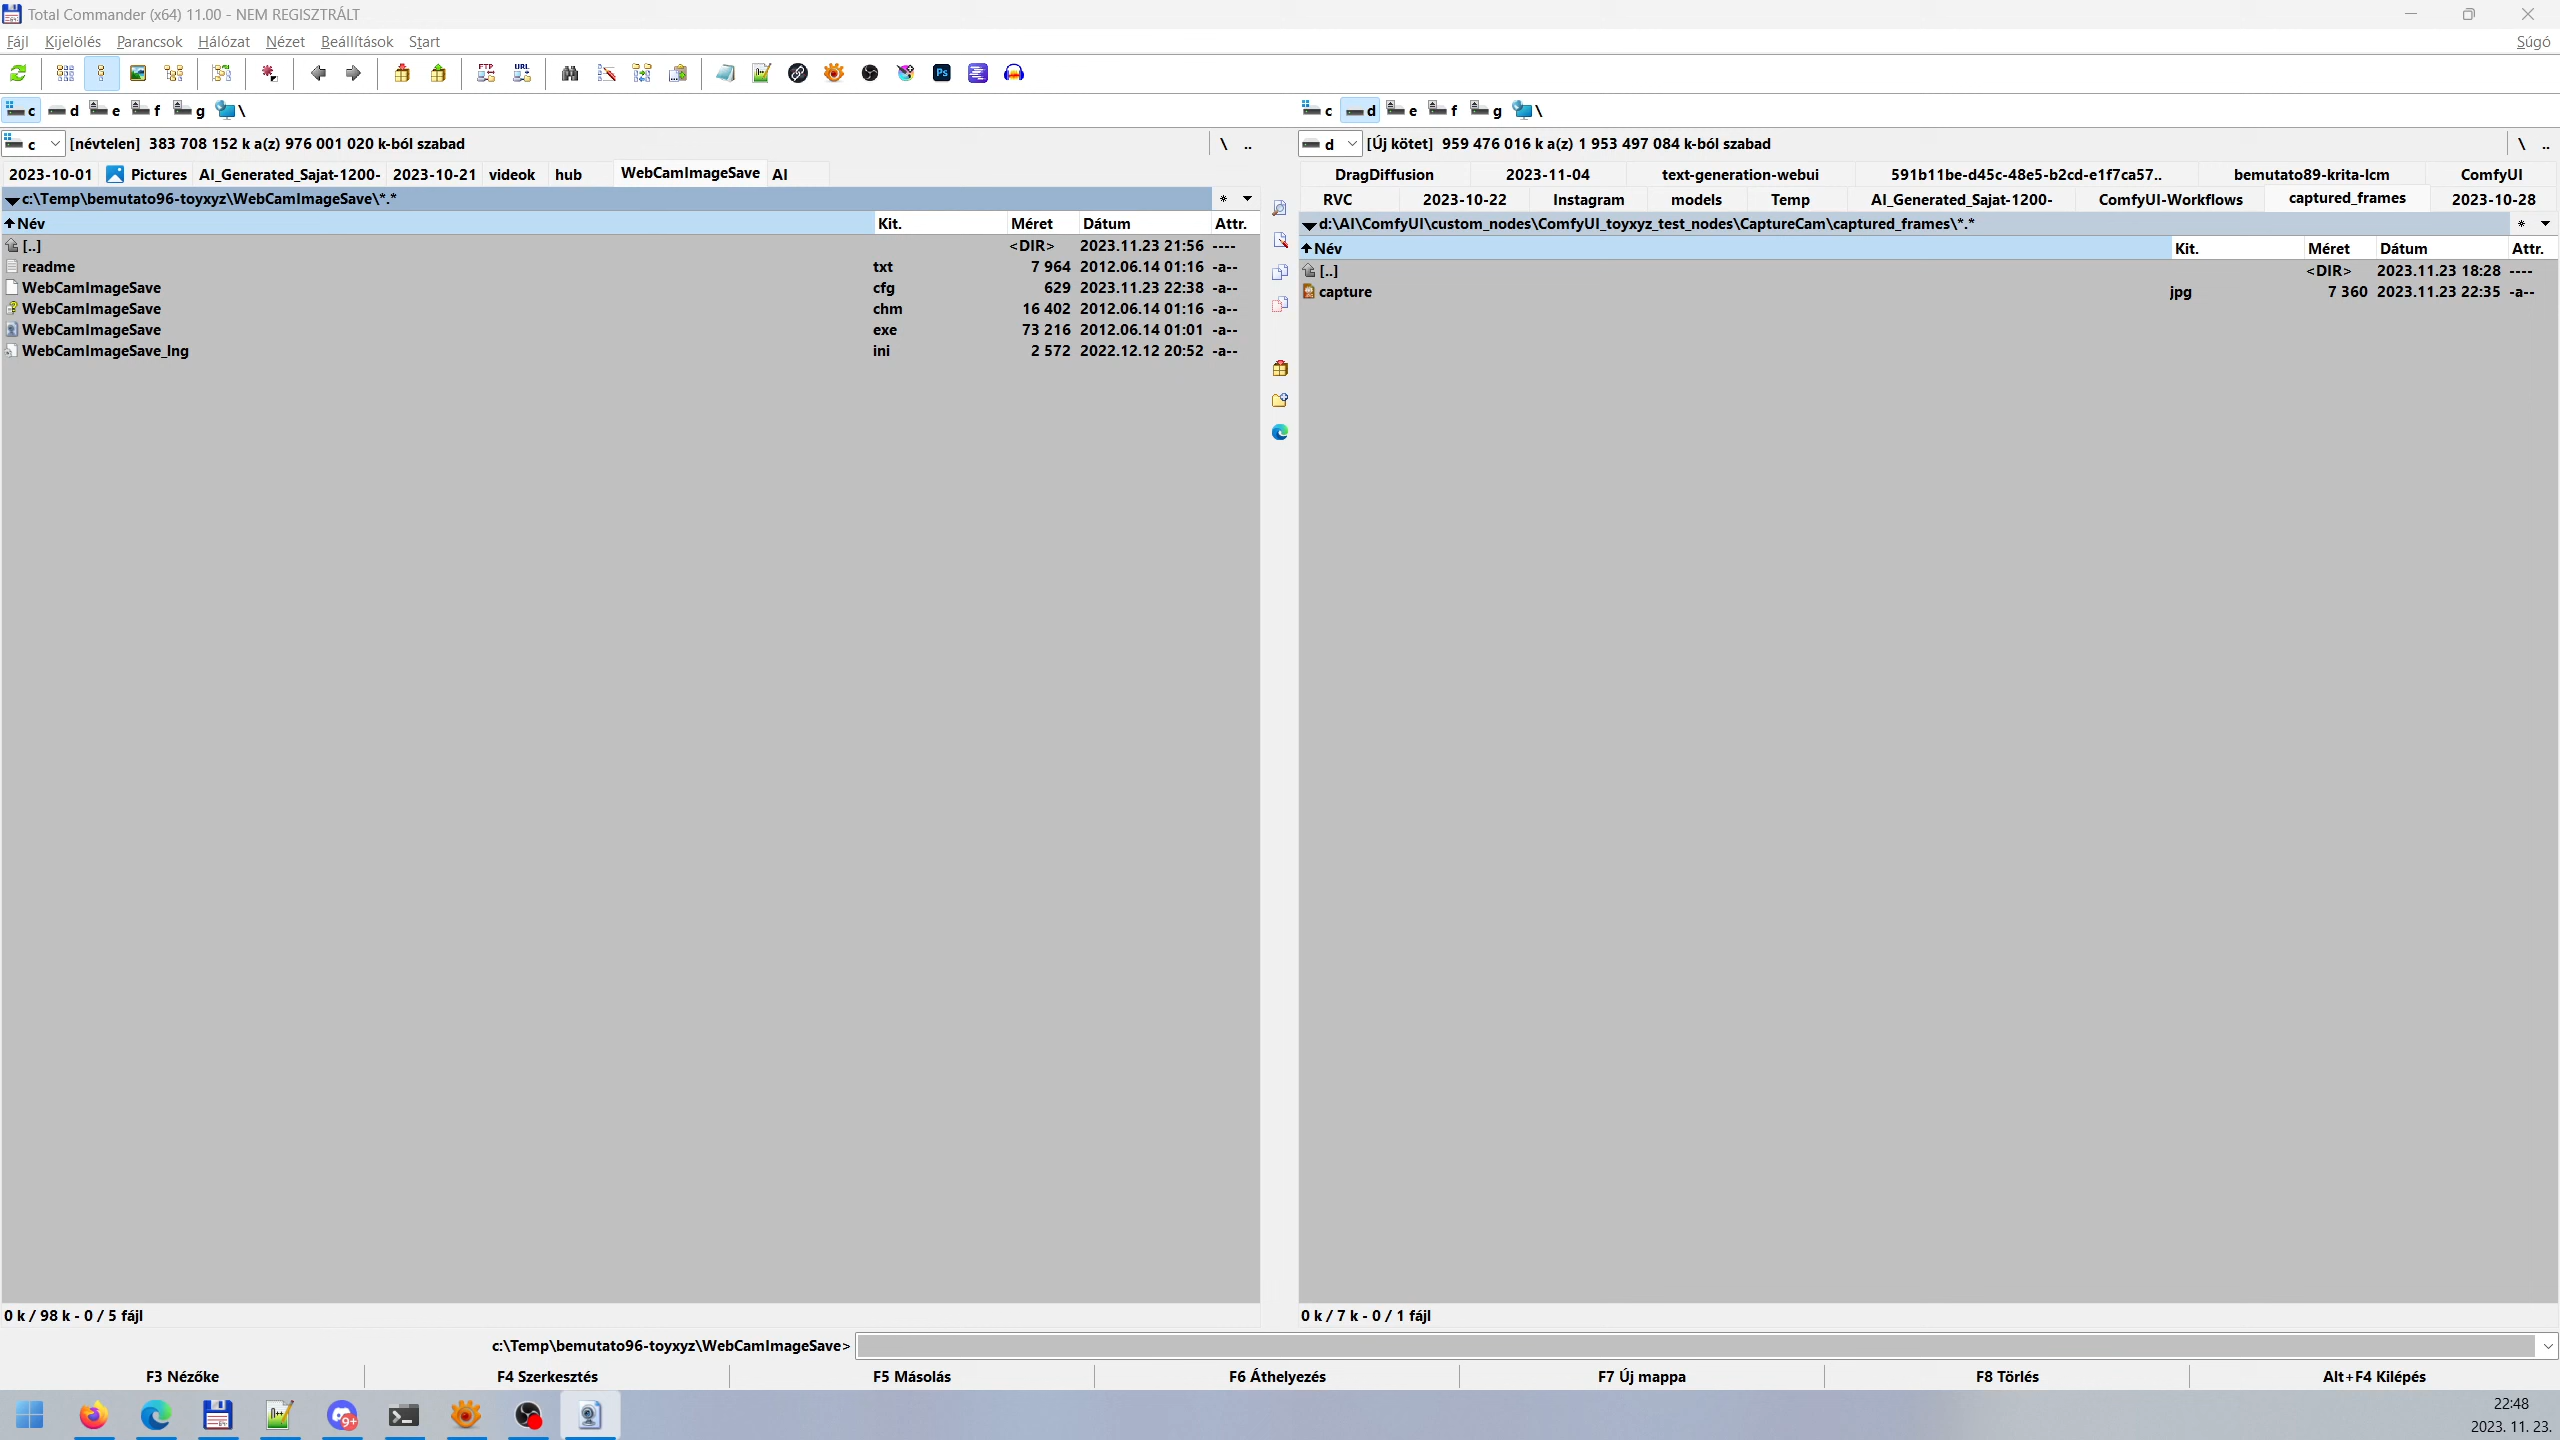 Total Commander (x64) 11.00 - NEM REGISZTRÁLT
Fájl Kijelölés Parancsok Hálózat Nézet Beállítások Start Súgó
FTP URL Ps
c d e f g \
c d e f g \
c [névtelen] 383 708 152 k a(z) 976 001 020 k-ból szabad \ ..
d [Új kötet] 959 476 016 k a(z) 1 953 497 084 k-ból szabad \ ..
2023-10-01 Pictures AI_Generated_Sajat-1200- 2023-10-21 videok hub WebCamImageSave AI
c:\Temp\bemutato96-toyxyz\WebCamImageSave\*.* *
Név Kit. Méret Dátum Attr.
[..] <DIR> 2023.11.23 21:56 ----
readme txt 7 964 2012.06.14 01:16 -a--
WebCamImageSave cfg 629 2023.11.23 22:38 -a--
WebCamImageSave chm 16 402 2012.06.14 01:16 -a--
WebCamImageSave exe 73 216 2012.06.14 01:01 -a--
WebCamImageSave_lng ini 2 572 2022.12.12 20:52 -a--
DragDiffusion 2023-11-04 text-generation-webui 591b11be-d45c-48e5-b2cd-e1f7ca57.. bemutato89-krita-lcm ComfyUI
RVC 2023-10-22 Instagram models Temp AI_Generated_Sajat-1200- ComfyUI-Workflows captured_frames 2023-10-28
d:\AI\ComfyUI\custom_nodes\ComfyUI_toyxyz_test_nodes\CaptureCam\captured_frames\*.* *
Név Kit. Méret Dátum Attr.
[..] <DIR> 2023.11.23 18:28 ----
capture jpg 7 360 2023.11.23 22:35 -a--
0 k / 98 k - 0 / 5 fájl
0 k / 7 k - 0 / 1 fájl
c:\Temp\bemutato96-toyxyz\WebCamImageSave>
F3 Nézőke F4 Szerkesztés F5 Másolás F6 Áthelyezés F7 Új mappa F8 Törlés Alt+F4 Kilépés
9+
22:48
2023. 11. 23.